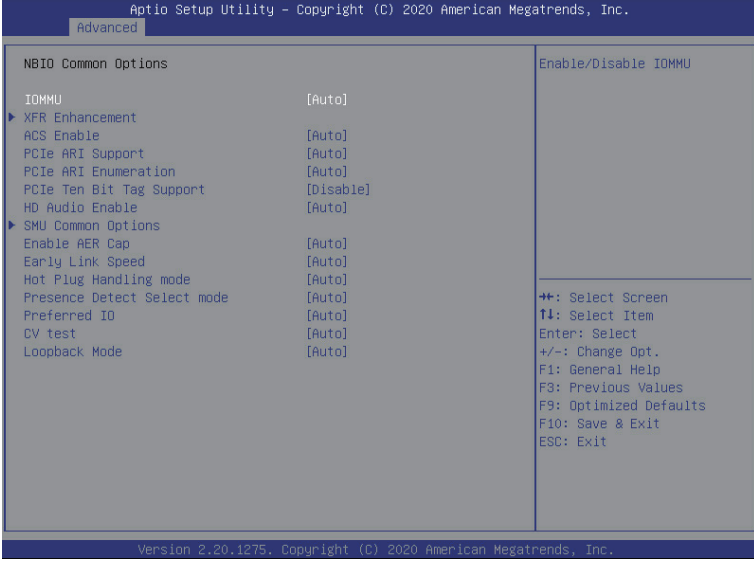 Aptio Setup Utility – Copyright (C) 2020 American Megatrends, Inc.
Advanced
NBIO Common Options
IOMMU [Auto]
XFR Enhancement
ACS Enable [Auto]
PCIe ARI Support [Auto]
PCIe ARI Enumeration [Auto]
PCIe Ten Bit Tag Support [Disable]
HD Audio Enable [Auto]
SMU Common Options
Enable AER Cap [Auto]
Early Link Speed [Auto]
Hot Plug Handling mode [Auto]
Presence Detect Select mode [Auto]
Preferred IO [Auto]
CV test [Auto]
Loopback Mode [Auto]
Enable/Disable IOMMU
→←: Select Screen
↑↓: Select Item
Enter: Select
+/-: Change Opt.
F1: General Help
F3: Previous Values
F9: Optimized Defaults
F10: Save & Exit
ESC: Exit
Version 2.20.1275. Copyright (C) 2020 American Megatrends, Inc.